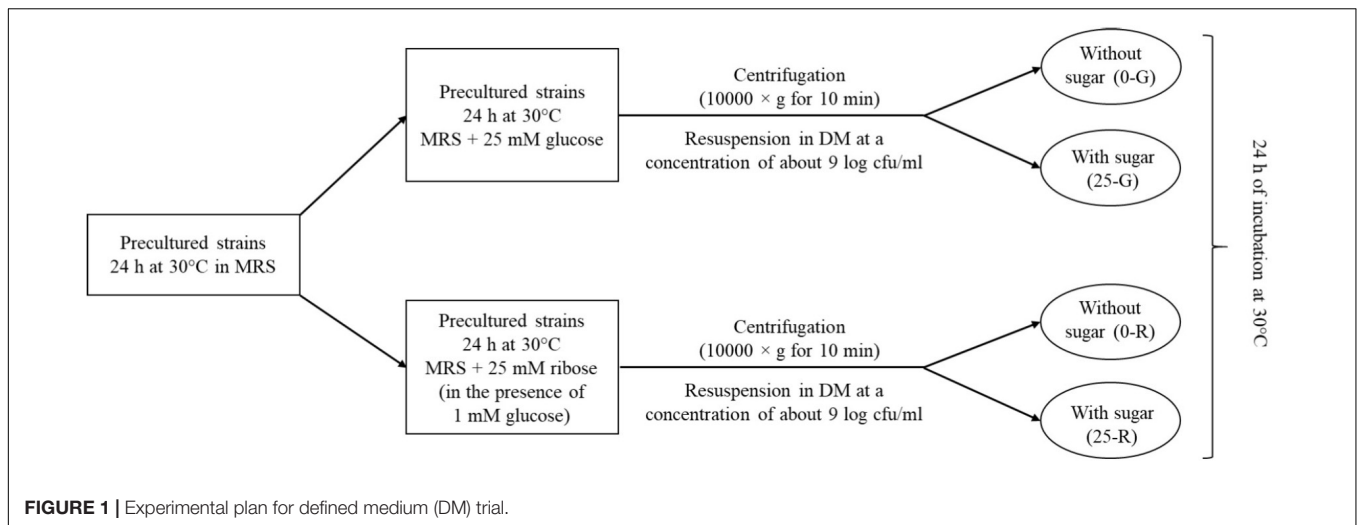 Precultured strains
24 h at 30°C in MRS
Precultured strains
24 h at 30°C
MRS + 25 mM glucose
Centrifugation
(10000 × g for 10 min)
Resuspension in DM at a
concentration of about 9 log cfu/ml
Without
sugar (0-G)
With sugar
(25-G)
Precultured strains
24 h at 30°C
MRS + 25 mM ribose
(in the presence of
1 mM glucose)
Centrifugation
(10000 × g for 10 min)
Resuspension in DM at a
concentration of about 9 log cfu/ml
Without
sugar (0-R)
With sugar
(25-R)
24 h of incubation at 30°C
FIGURE 1 | Experimental plan for defined medium (DM) trial.